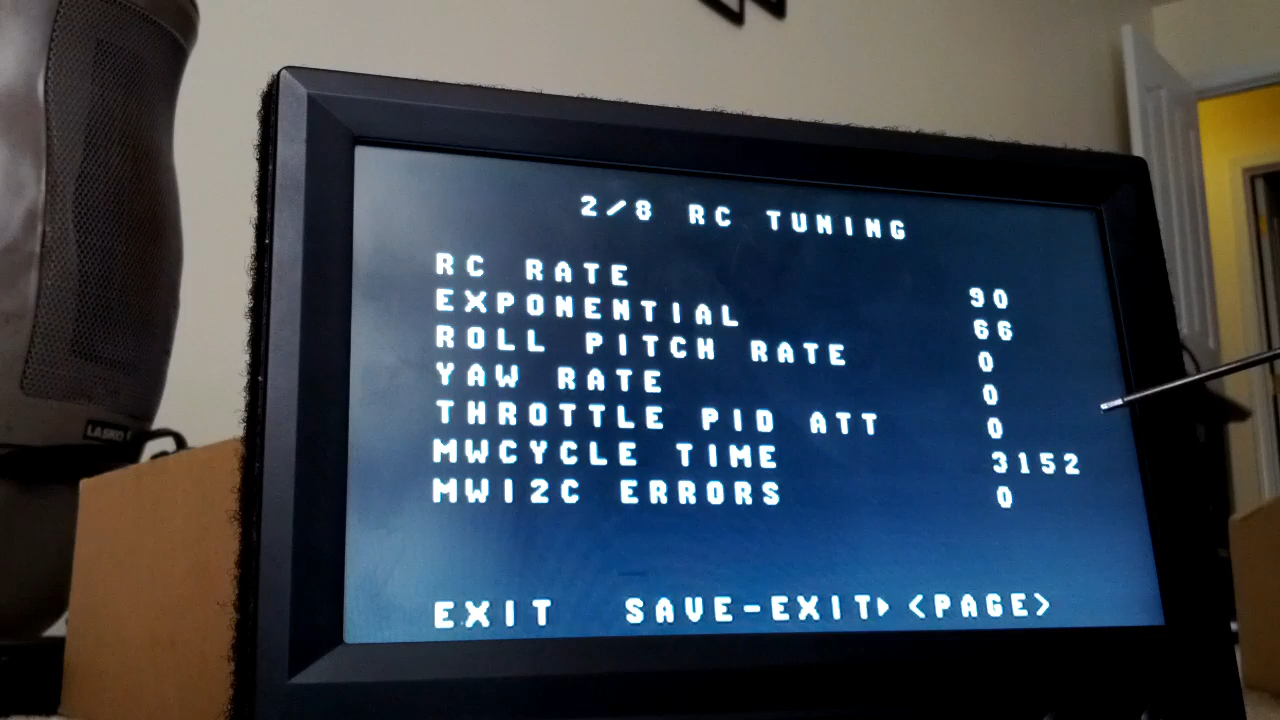 2/8 RC TUNING
RC RATE 90
EXPONENTIAL 66
ROLL PITCH RATE 0
YAW RATE 0
THROTTLE PID ATT 0
MWCYCLE TIME 3152
MWI2C ERRORS 0
EXIT SAVE-EXIT <PAGE>
LASKO